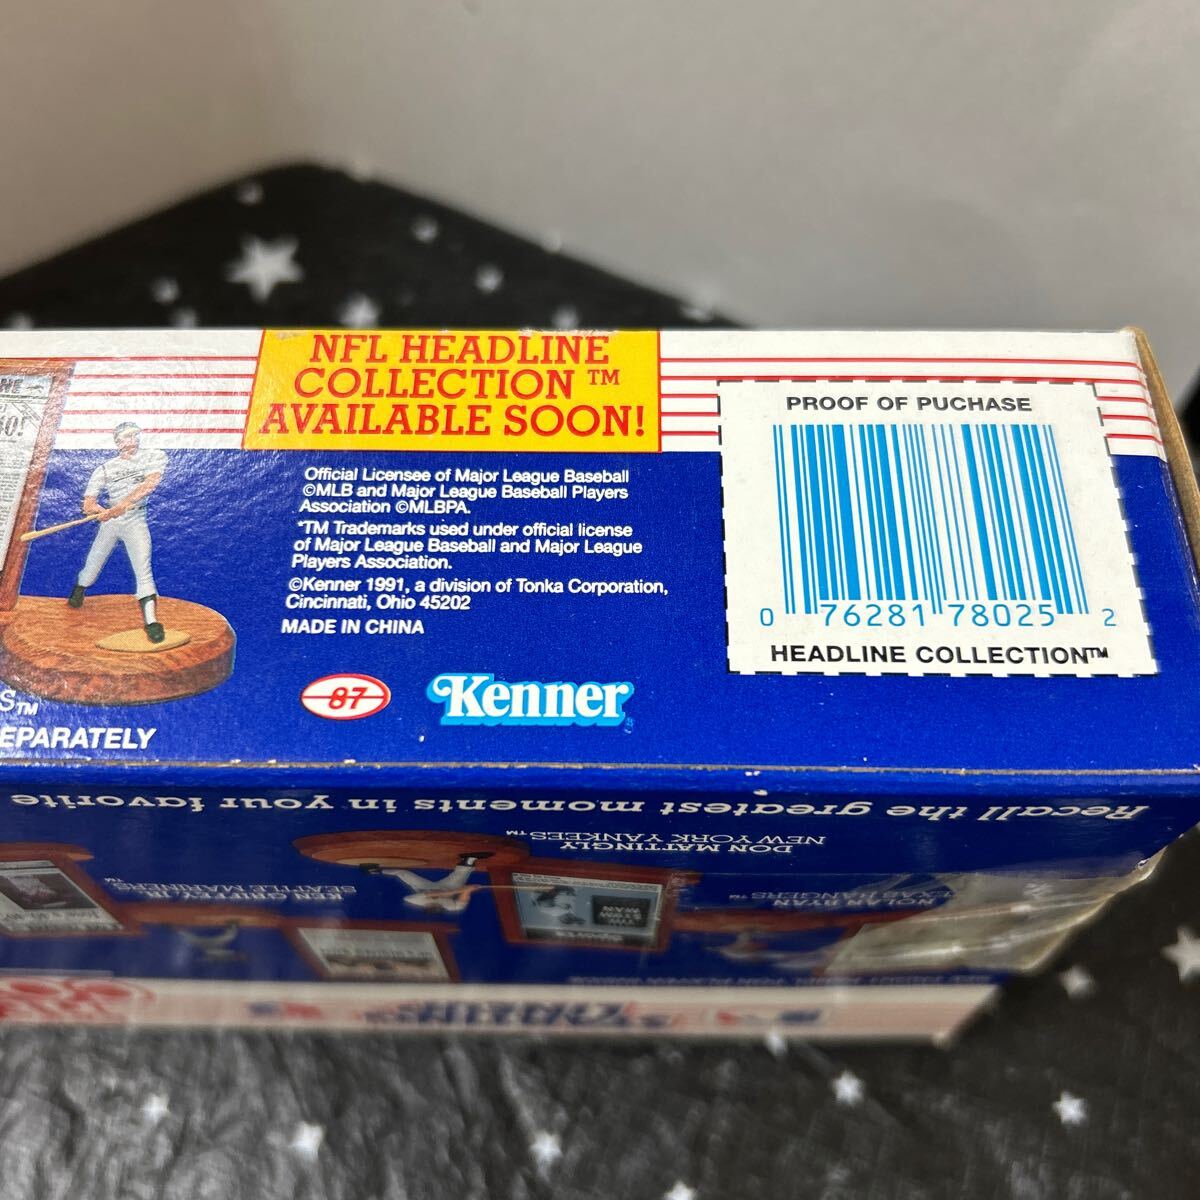 NFL HEADLINE
COLLECTION™
AVAILABLE SOON!
PROOF OF PUCHASE
0 76281 78025 2
HEADLINE COLLECTION™
Official Licensee of Major League Baseball
©MLB and Major League Baseball Players
Association ©MLBPA.
*TM Trademarks used under official license
of Major League Baseball and Major League
Players Association.
©Kenner 1991, a division of Tonka Corporation,
Cincinnati, Ohio 45202
MADE IN CHINA
87
Kenner
S™
EPARATELY
Recall the greatest moments in your favorite
DON MATTINGLY
NEW YORK YANKEES™
KEN GRIFFEY, JR.
SEATTLE MARINERS™
NOLAN RYAN
TEXAS RANGERS™